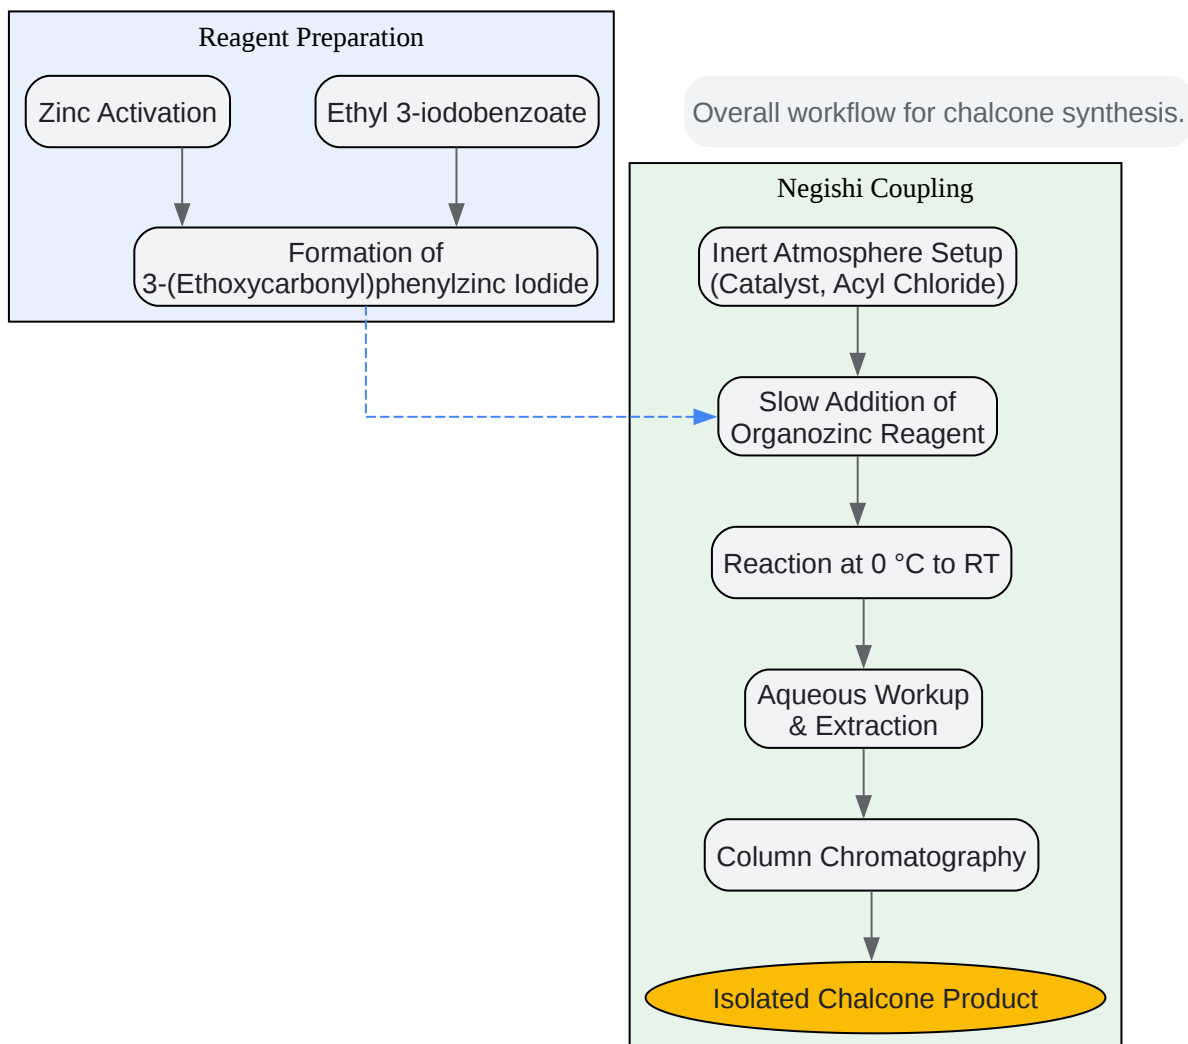 Reagent Preparation
Zinc Activation
Ethyl 3-iodobenzoate
Formation of
3-(Ethoxycarbonyl)phenylzinc Iodide
Overall workflow for chalcone synthesis.
Negishi Coupling
Inert Atmosphere Setup
(Catalyst, Acyl Chloride)
Slow Addition of
Organozinc Reagent
Reaction at 0 °C to RT
Aqueous Workup
& Extraction
Column Chromatography
Isolated Chalcone Product